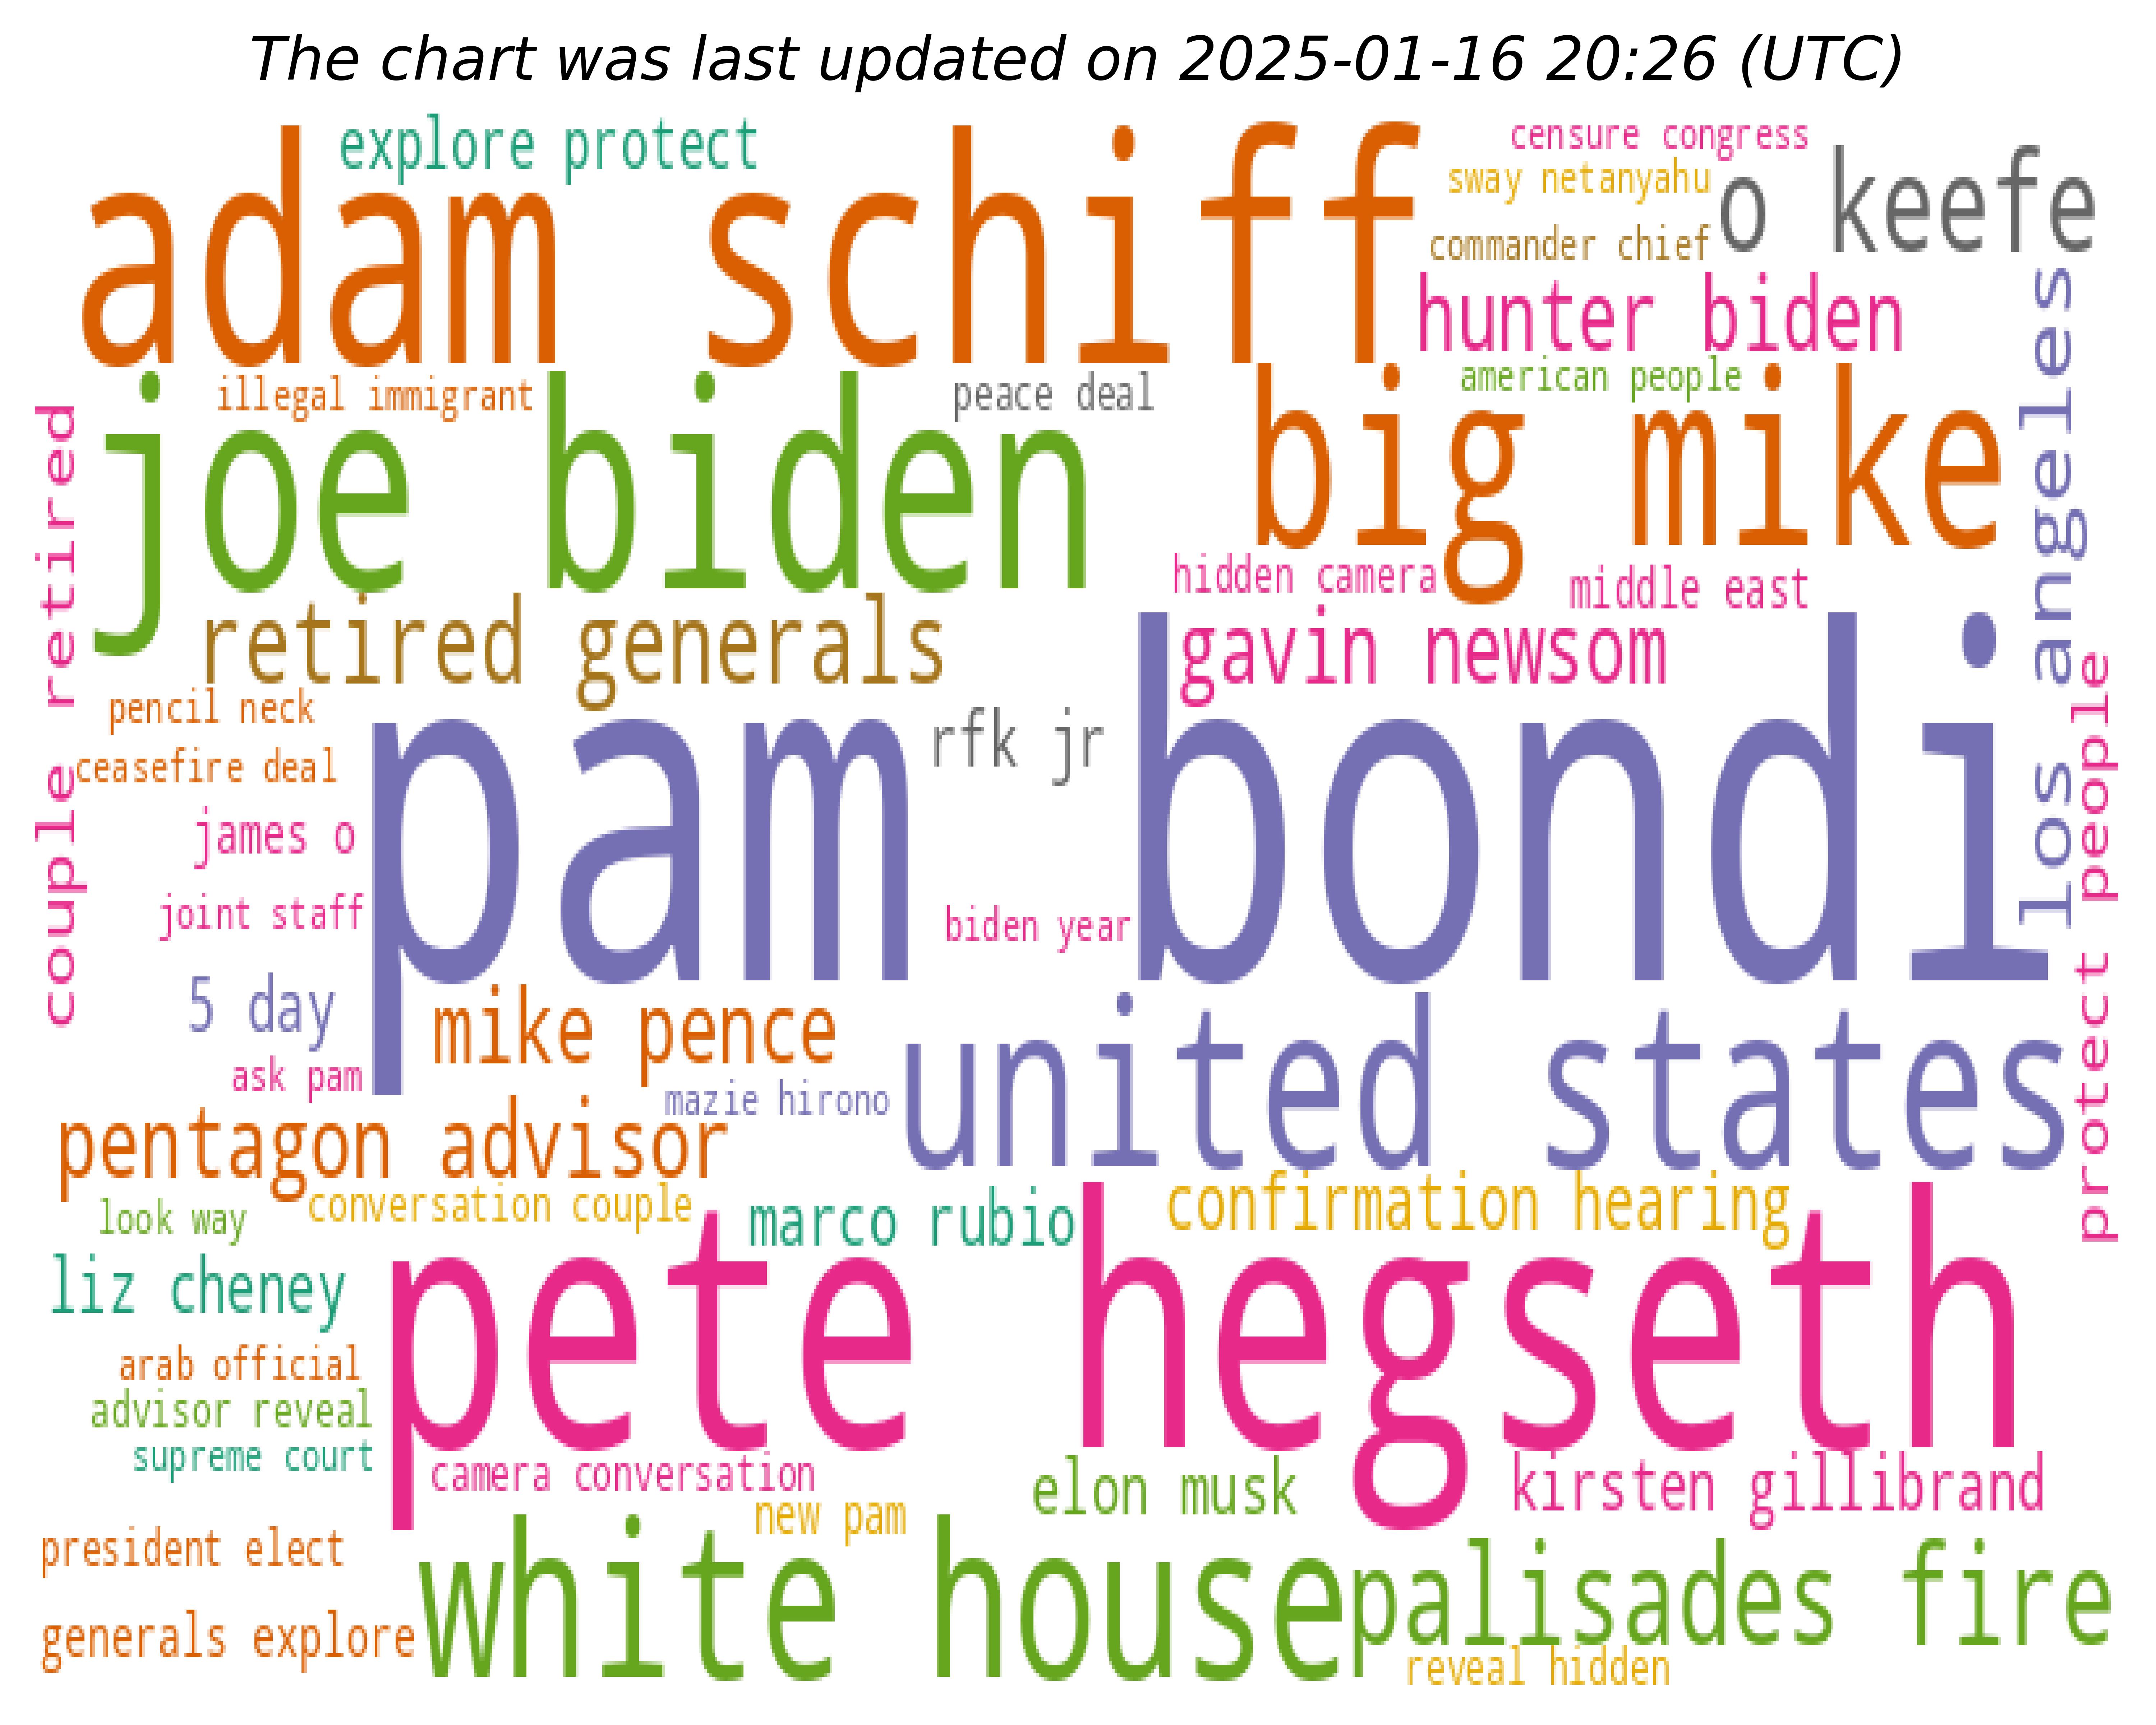 The chart was last updated on 2025-01-16 20:26 (UTC)
explore protect
censure congress
adam schiff
sway netanyahu
o keefe
commander chief
hunter biden
illegal immigrant
peace deal
american people
joe biden
big mike
los angeles
couple retired
hidden camera
middle east
retired generals
gavin newsom
pencil neck
rfk jr
ceasefire deal
pam bondi
james o
joint staff
biden year
protect people
5 day
mike pence
ask pam
mazie hirono
united states
pentagon advisor
look way
conversation couple
marco rubio
confirmation hearing
liz cheney
pete hegseth
arab official
advisor reveal
supreme court
camera conversation
elon musk
kirsten gillibrand
new pam
president elect
white house
palisades fire
generals explore
reveal hidden